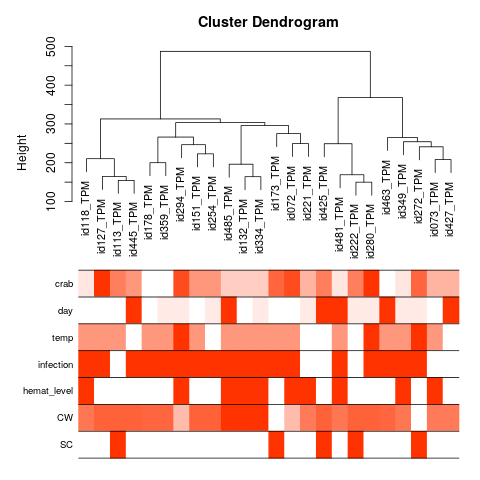 Cluster Dendrogram
Height
500
400
300
200
100
id118_TPM
id127_TPM
id113_TPM
id445_TPM
id178_TPM
id359_TPM
id294_TPM
id151_TPM
id254_TPM
id485_TPM
id132_TPM
id334_TPM
id173_TPM
id072_TPM
id221_TPM
id425_TPM
id481_TPM
id222_TPM
id280_TPM
id463_TPM
id349_TPM
id272_TPM
id073_TPM
id427_TPM
crab
day
temp
infection
hemat_level
CW
SC